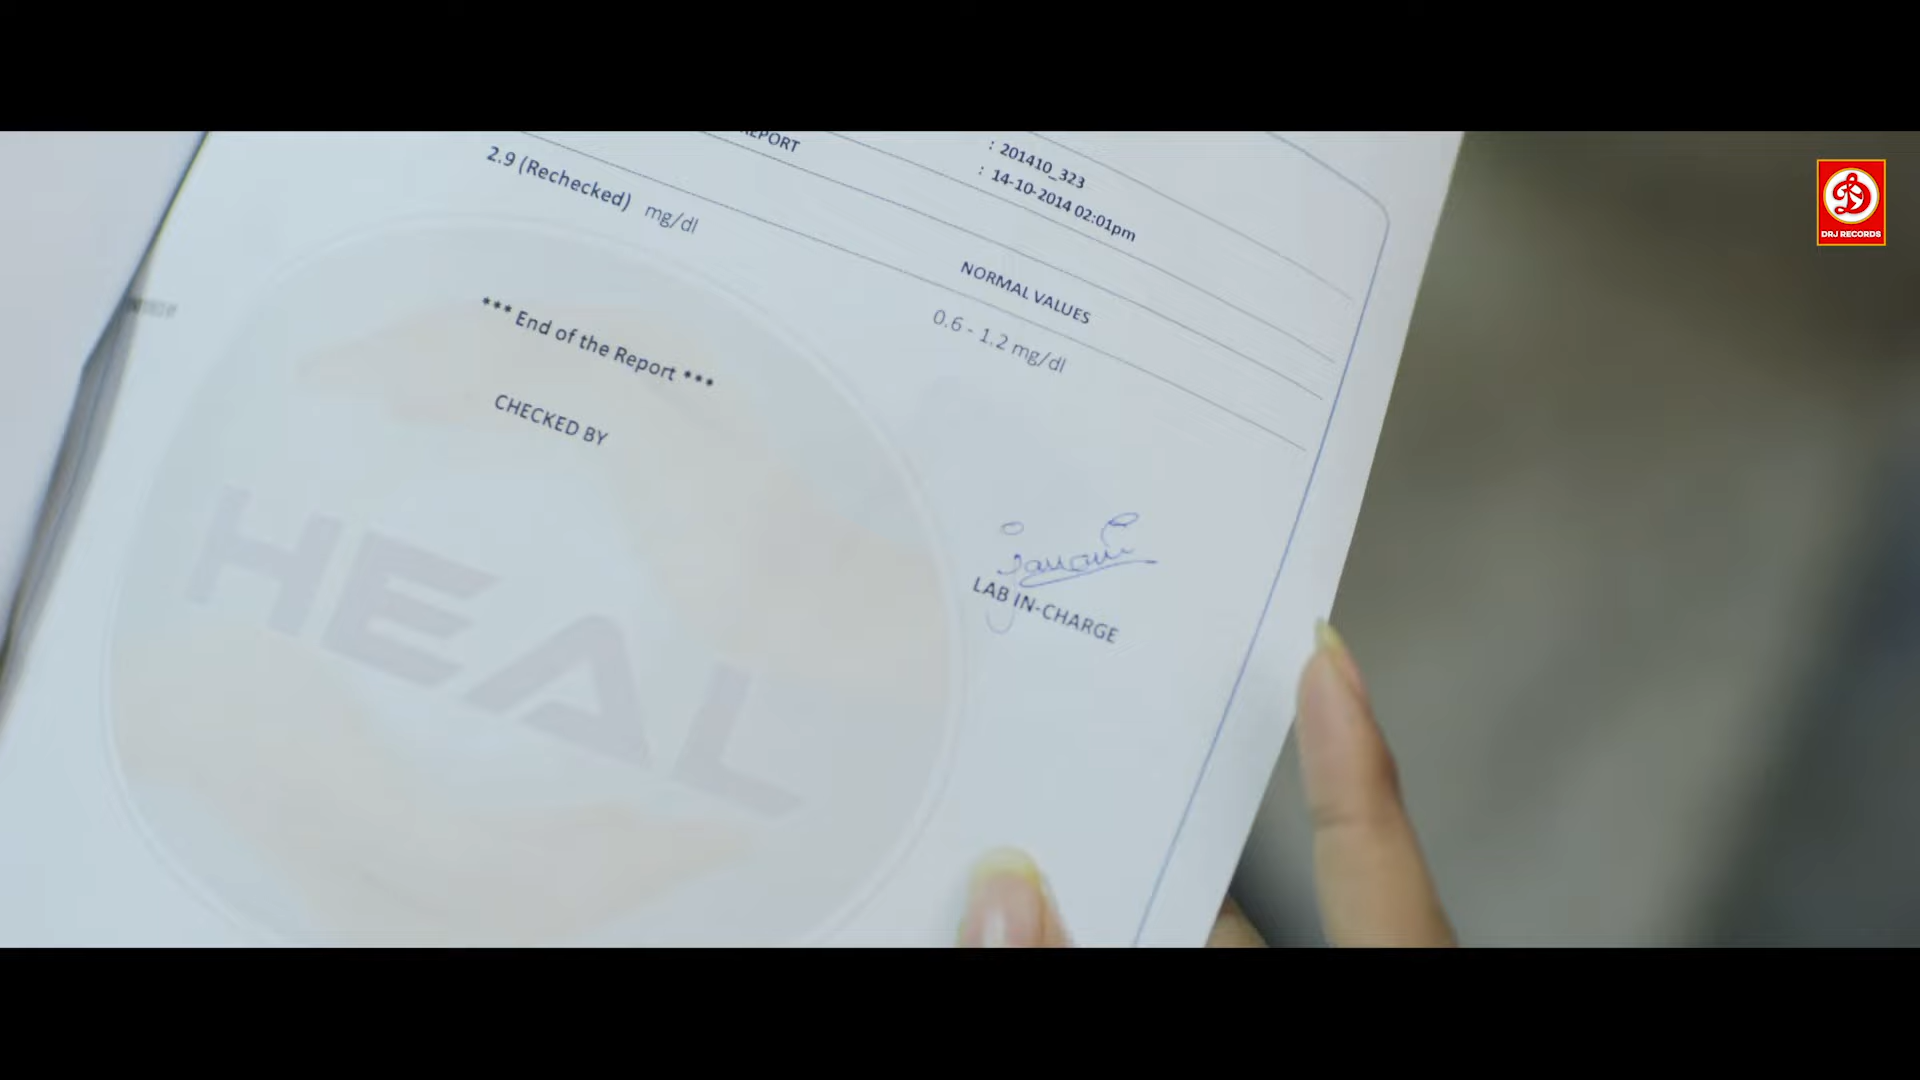 REPORT
: 201410_323
: 14-10-2014 02:01pm
2.9 (Rechecked) mg/dl
NORMAL VALUES
0.6 - 1.2 mg/dl
*** End of the Report ***
CHECKED BY
LAB IN-CHARGE
HEAL
DRJ RECORDS